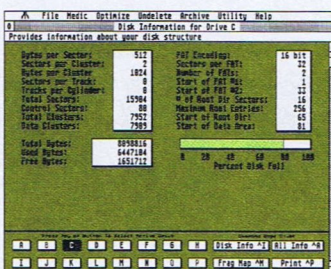 File Medic Optimize Undelete Archive Utility Help
Disk Information for Drive C
Provides information about your disk structure
Bytes per Sector: 512
Sectors per Cluster: 2
Bytes per Cluster 1024
Sectors per Track: 0
Tracks per Cylinder: 0
Total Sectors: 15984
Control Sectors: 80
Total Clusters: 7952
Data Clusters: 7909
Total Bytes: 8098816
Used Bytes: 6447104
Free Bytes: 1651712
FAT Encoding: 16 bit
Sectors per FAT: 32
Number of FATs: 2
Start of FAT #1: 1
Start of FAT #2: 33
# of Root Dir Sectors: 16
Maximum Root Entries: 256
Start of Root Dir: 65
Start of Data Area: 81
0 20 40 60 80 100
Percent Disk Full
A B C D E F G H Disk Info ^I All Info ^A
I J K L M N O P Frag Map ^M Print ^P